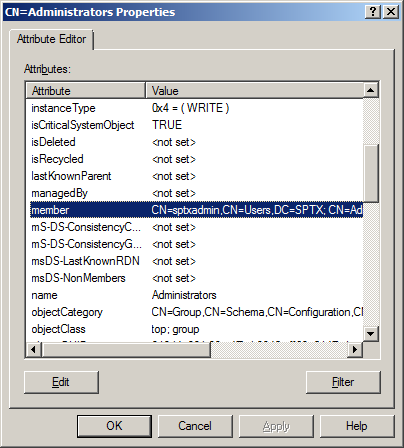 CN=Administrators Properties
Attribute Editor
Attributes:
Attribute Value
instanceType 0x4 = ( WRITE )
isCriticalSystemObject TRUE
isDeleted <not set>
isRecycled <not set>
lastKnownParent <not set>
managedBy <not set>
member CN=sptxadmin,CN=Users,DC=SPTX; CN=Ad
mS-DS-ConsistencyC... <not set>
mS-DS-ConsistencyG... <not set>
msDS-LastKnownRDN <not set>
msDS-NonMembers <not set>
name Administrators
objectCategory CN=Group,CN=Schema,CN=Configuration,CN
objectClass top; group
Edit Filter
OK Cancel Apply Help